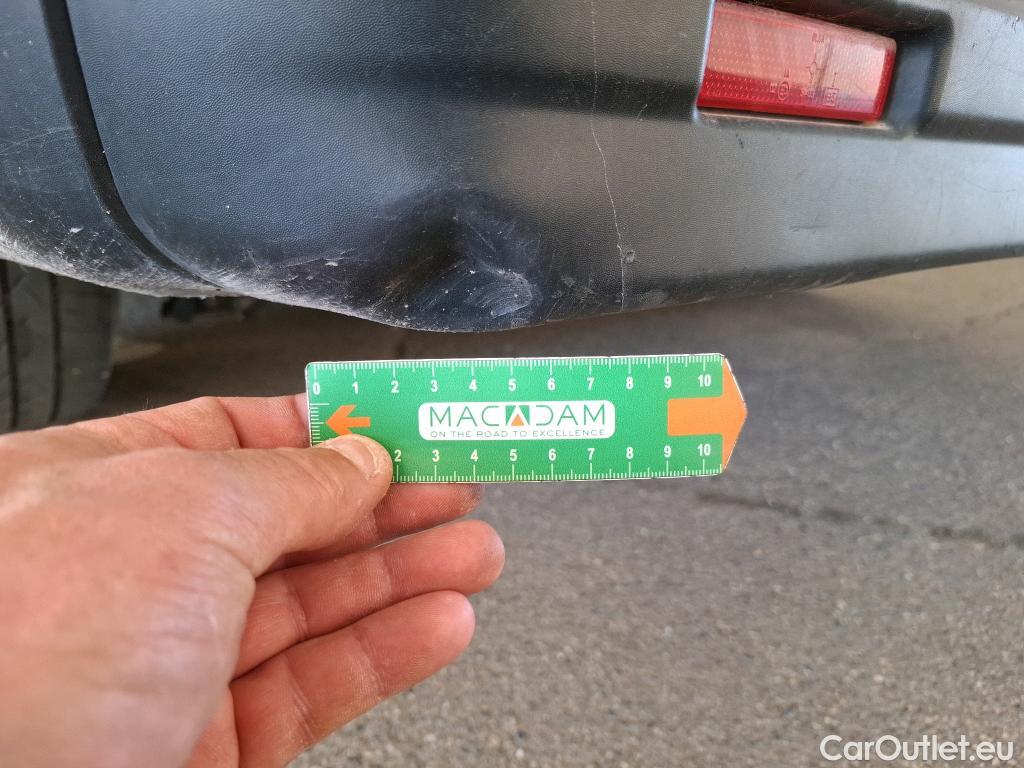 0 1 2 3 4 5 6 7 8 9 10
MACADAM
ON THE ROAD TO EXCELLENCE
2 3 4 5 6 7 8 9 10
CarOutlet.eu